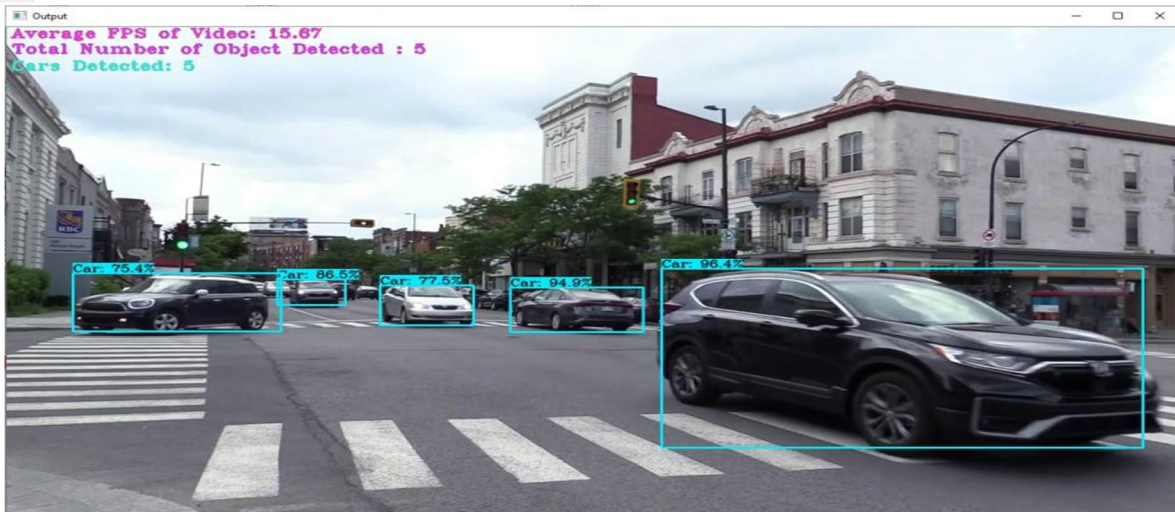 Output
Average FPS of Video: 15.67
Total Number of Object Detected : 5
Cars Detected: 5
RBC
Car: 75.4%
Car: 86.5%
Car: 77.5%
Car: 94.9%
Car: 96.4%